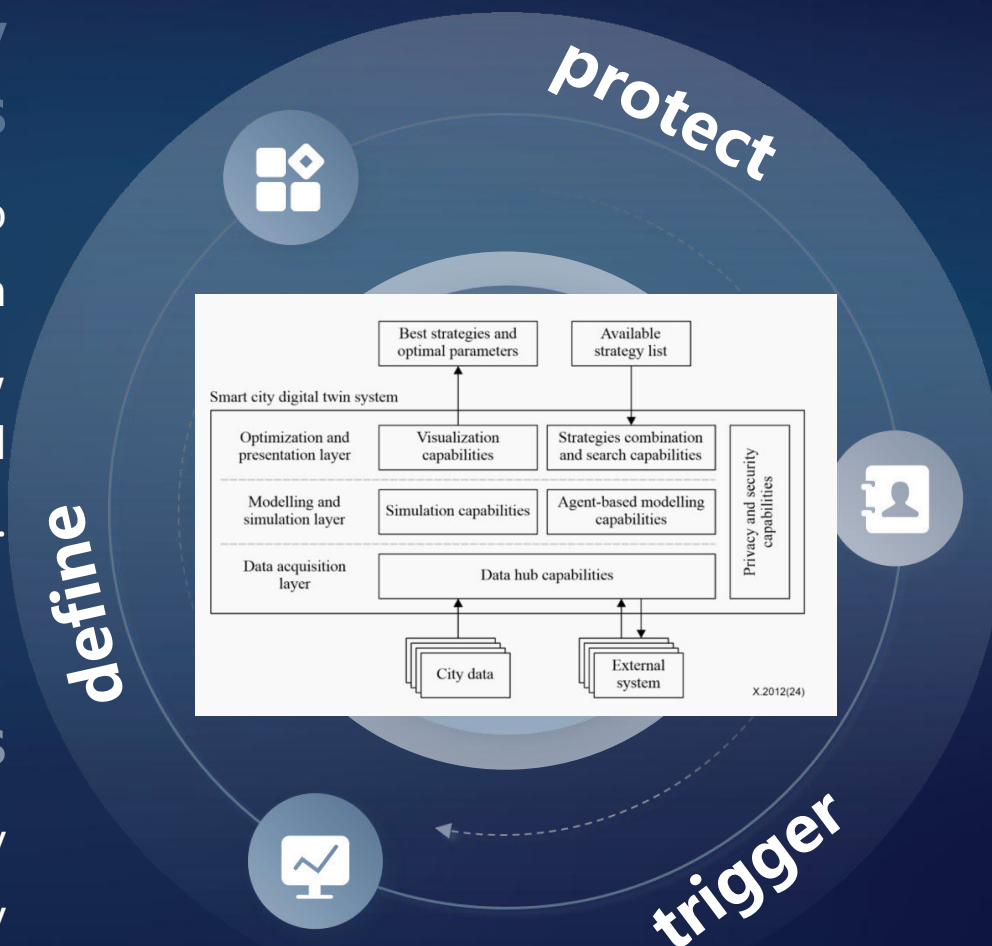 protect
Best strategies and
optimal parameters
Available
strategy list
Smart city digital twin system
Optimization and
presentation layer
Visualization
capabilities
Strategies combination
and search capabilities
Modelling and
simulation layer
Simulation capabilities
Agent-based modelling
capabilities
Privacy and security
capabilities
Data acquisition
layer
Data hub capabilities
City data
External
system
X.2012(24)
define
trigger